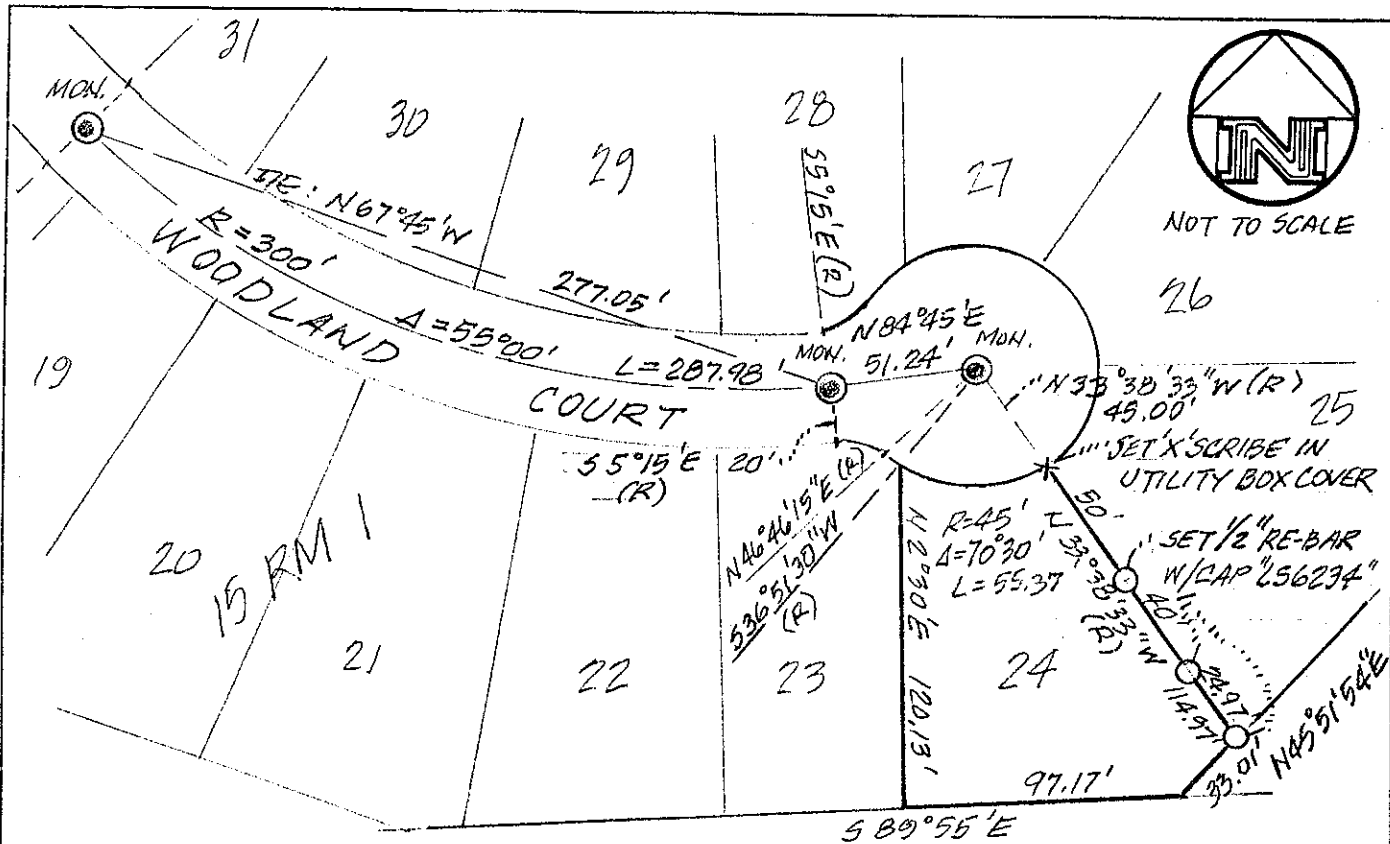 31
MON.
30
28
29
27
N
NOT TO SCALE
TIE: N67°45'W
277.05'
R=300'
Δ=55°00'
L=287.98'
WOODLAND
COURT
S5°15'E (R)
N84°45'E
51.24'
MON.
MON.
26
19
N33°38'33"W (R)
45.00'
25
SET 'X' SCRIBE IN
UTILITY BOX COVER
S5°15'E 20'
(R)
N46°46'15"E (R)
S36°51'30"W
(R)
R=45'
Δ=70°30'
L=55.37
50
SET 1/2" RE-BAR
W/CAP "LS6234"
33°38'33"W
(R)
40'
24.97'
114.97'
N2°30'E 120.13'
20
15 RM 1
21
22
23
24
97.17'
33.01'
N45°51'54"E
S89°55'E